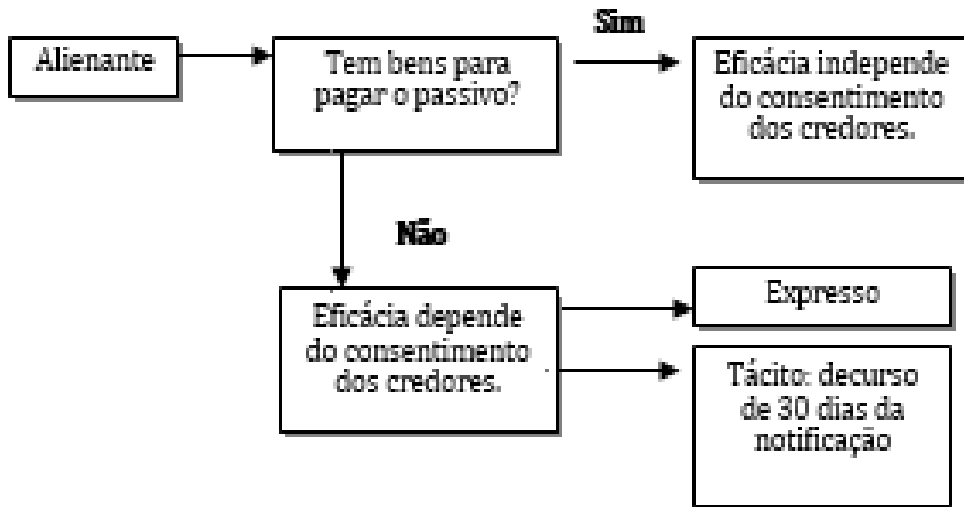 Alienante
Tem bens para
pagar o passivo?
Sim
Eficácia independe
do consentimento
dos credores.
Não
Eficácia depende
do consentimento
dos credores.
Expresso
Tácito: decurso
de 30 dias da
notificação